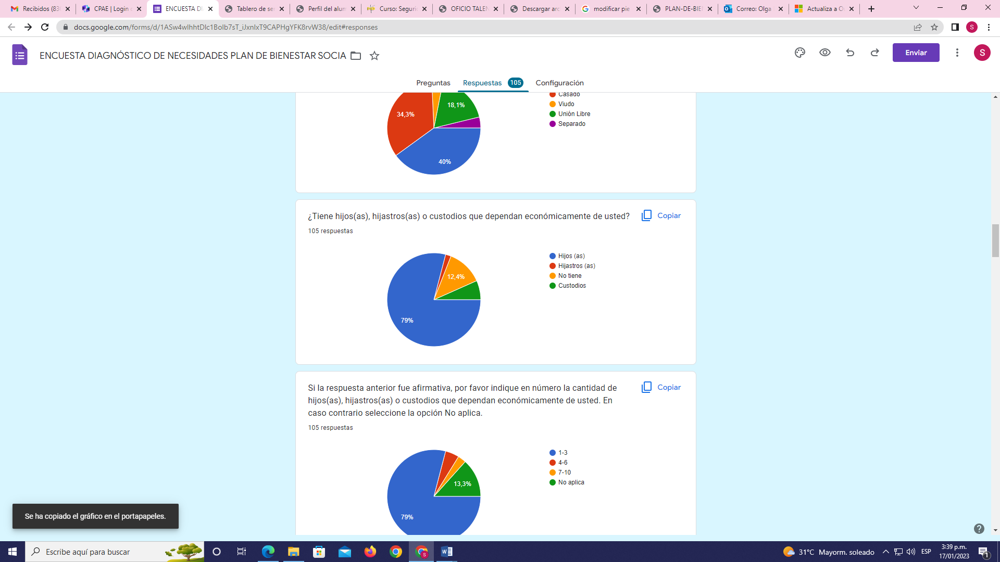 Recibidos (83
CPAE | Login
ENCUESTA D
Tablero de se
Perfil del alum
Curso: Seguri
OFICIO TALEN
Descargar arc
modificar pie
PLAN-DE-BIE
Correo: Olga
Actualiza a O
docs.google.com/forms/d/1ASw4wlhhtDlc1Bolb7sT_iJxnlxT9CAPHgYFK8rvW38/edit#responses
S
ENCUESTA DIAGNÓSTICO DE NECESIDADES PLAN DE BIENESTAR SOCIA
Enviar
S
Preguntas
Respuestas 105
Configuración
34,3%
18,1%
40%
Casado
Viudo
Unión Libre
Separado
¿Tiene hijos(as), hijastros(as) o custodios que dependan económicamente de usted?
Copiar
105 respuestas
12,4%
79%
Hijos (as)
Hijastros (as)
No tiene
Custodios
Si la respuesta anterior fue afirmativa, por favor indique en número la cantidad de
hijos(as), hijastros(as) o custodios que dependan económicamente de usted. En
caso contrario seleccione la opción No aplica.
Copiar
105 respuestas
13,3%
79%
1-3
4-6
7-10
No aplica
Se ha copiado el gráfico en el portapapeles.
Escribe aquí para buscar
31°C Mayorm. soleado
ESP
3:39 p.m.
17/01/2023
1